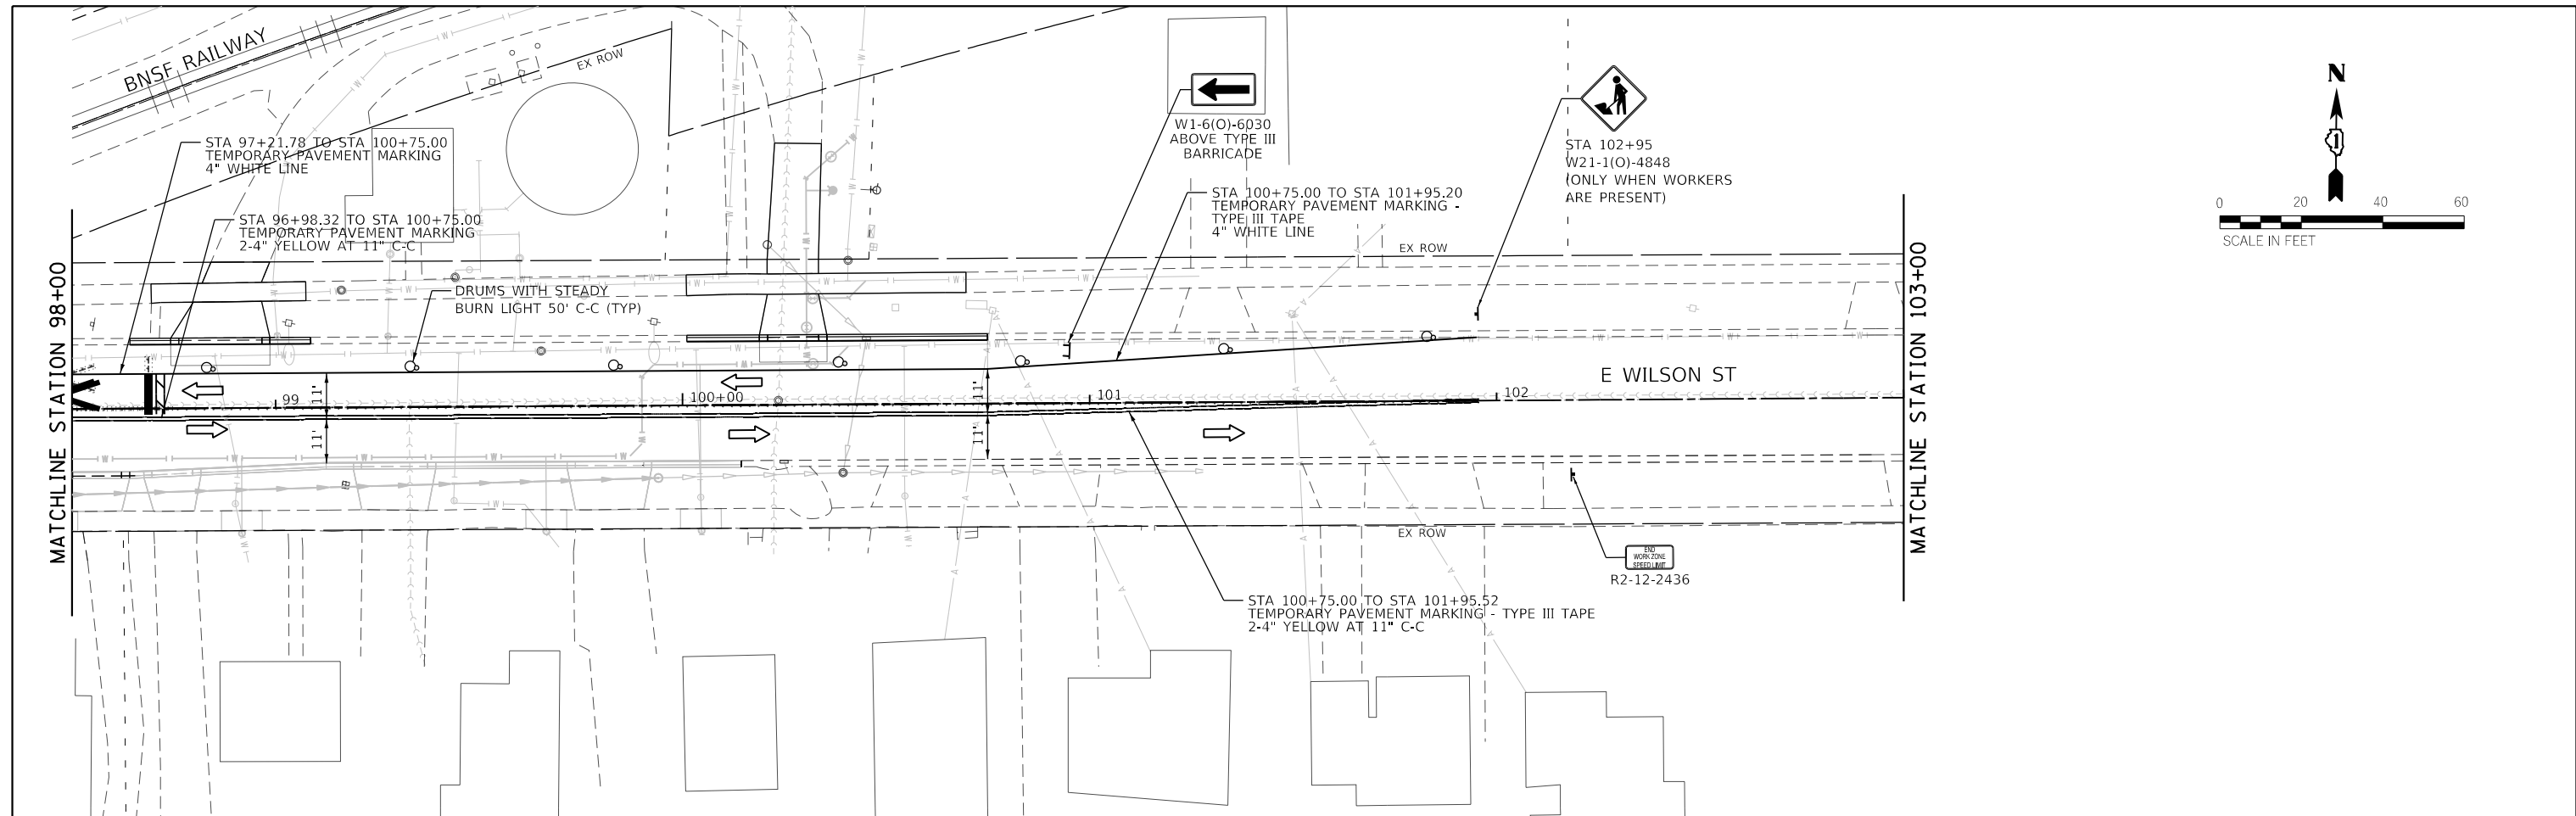 BNSF RAILWAY
EX ROW
STA 97+21.78 TO STA 100+75.00
TEMPORARY PAVEMENT MARKING
4" WHITE LINE
STA 96+98.32 TO STA 100+75.00
TEMPORARY PAVEMENT MARKING
2-4" YELLOW AT 11" C-C
DRUMS WITH STEADY
BURN LIGHT 50' C-C (TYP)
W1-6(O)-6030
ABOVE TYPE III
BARRICADE
STA 100+75.00 TO STA 101+95.20
TEMPORARY PAVEMENT MARKING -
TYPE III TAPE
4" WHITE LINE
STA 102+95
W21-1(O)-4848
(ONLY WHEN WORKERS
ARE PRESENT)
N
1
0 20 40 60
SCALE IN FEET
EX ROW
MATCHLINE STATION 98+00
99
11'
11'
100+00
11'
11'
101
102
E WILSON ST
MATCHLINE STATION 103+00
EX ROW
END
WORK ZONE
SPEED LIMIT
R2-12-2436
STA 100+75.00 TO STA 101+95.52
TEMPORARY PAVEMENT MARKING - TYPE III TAPE
2-4" YELLOW AT 11" C-C